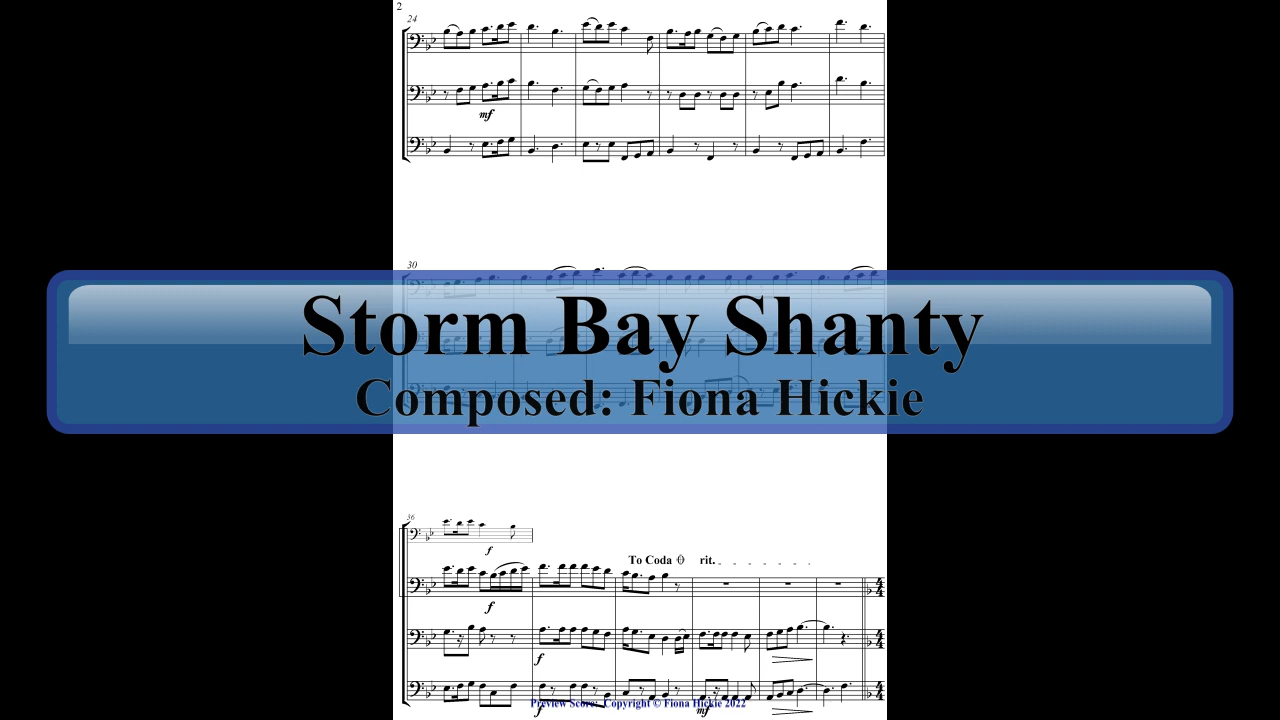 2
24
mf
30
Storm Bay Shanty
Composed: Fiona Hickie
36
f
To Coda rit.
f
f
f
mf
Preview Score: Copyright © Fiona Hickie 2022